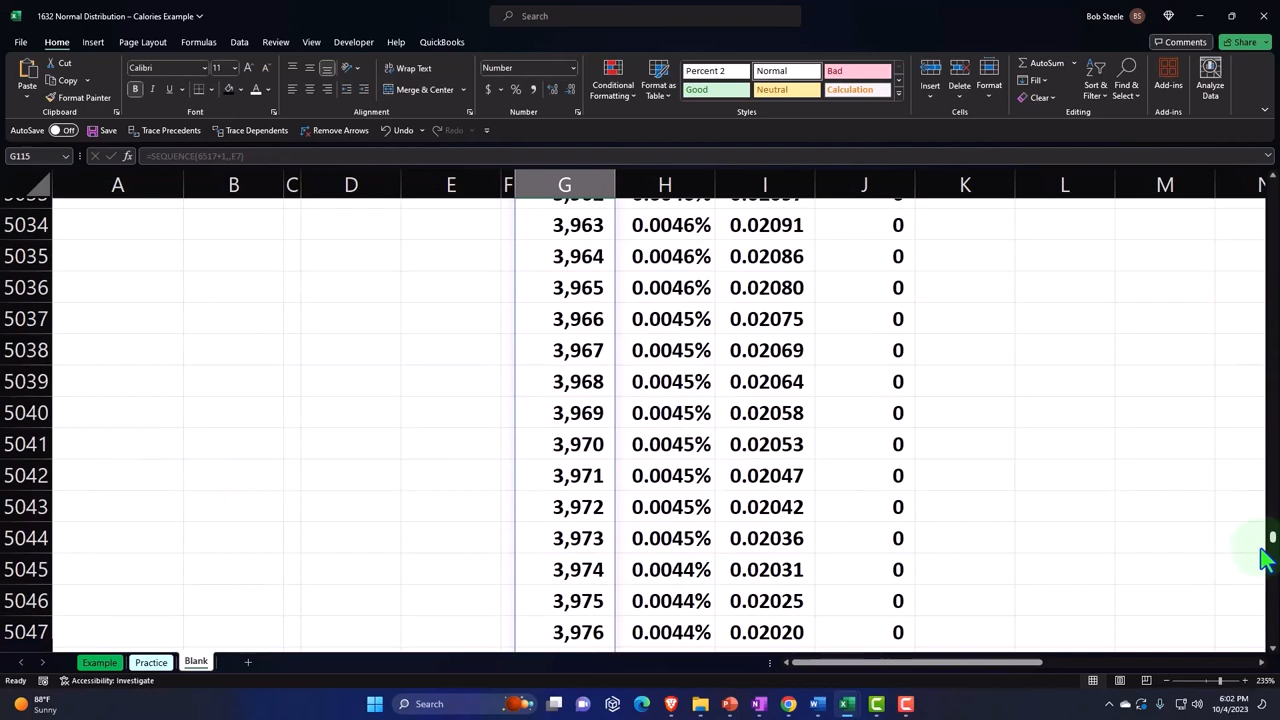 1632 Normal Distribution – Calories Example
Search
Bob Steele BS
File Home Insert Page Layout Formulas Data Review View Developer Help QuickBooks
Comments Share
Paste Cut Copy Format Painter
Calibri 11
Wrap Text
Merge & Center
Number
Conditional Formatting Format as Table
Percent 2 Normal Bad
Good Neutral Calculation
Insert Delete Format
AutoSum Fill Clear
Sort & Filter Find & Select
Add-ins
Analyze Data
Clipboard Font Alignment Number Styles Cells Editing Add-ins
AutoSave Off Save Trace Precedents Trace Dependents Remove Arrows Undo Redo
G115 fx =SEQUENCE(6517+1,,E7)
A B C D E F G H I J K L M N
5034 3,963 0.0046% 0.02091 0
5035 3,964 0.0046% 0.02086 0
5036 3,965 0.0046% 0.02080 0
5037 3,966 0.0045% 0.02075 0
5038 3,967 0.0045% 0.02069 0
5039 3,968 0.0045% 0.02064 0
5040 3,969 0.0045% 0.02058 0
5041 3,970 0.0045% 0.02053 0
5042 3,971 0.0045% 0.02047 0
5043 3,972 0.0045% 0.02042 0
5044 3,973 0.0045% 0.02036 0
5045 3,974 0.0044% 0.02031 0
5046 3,975 0.0044% 0.02025 0
5047 3,976 0.0044% 0.02020 0
Example Practice Blank
Ready Accessibility: Investigate 235%
88°F
Sunny
Search
6:02 PM
10/4/2023